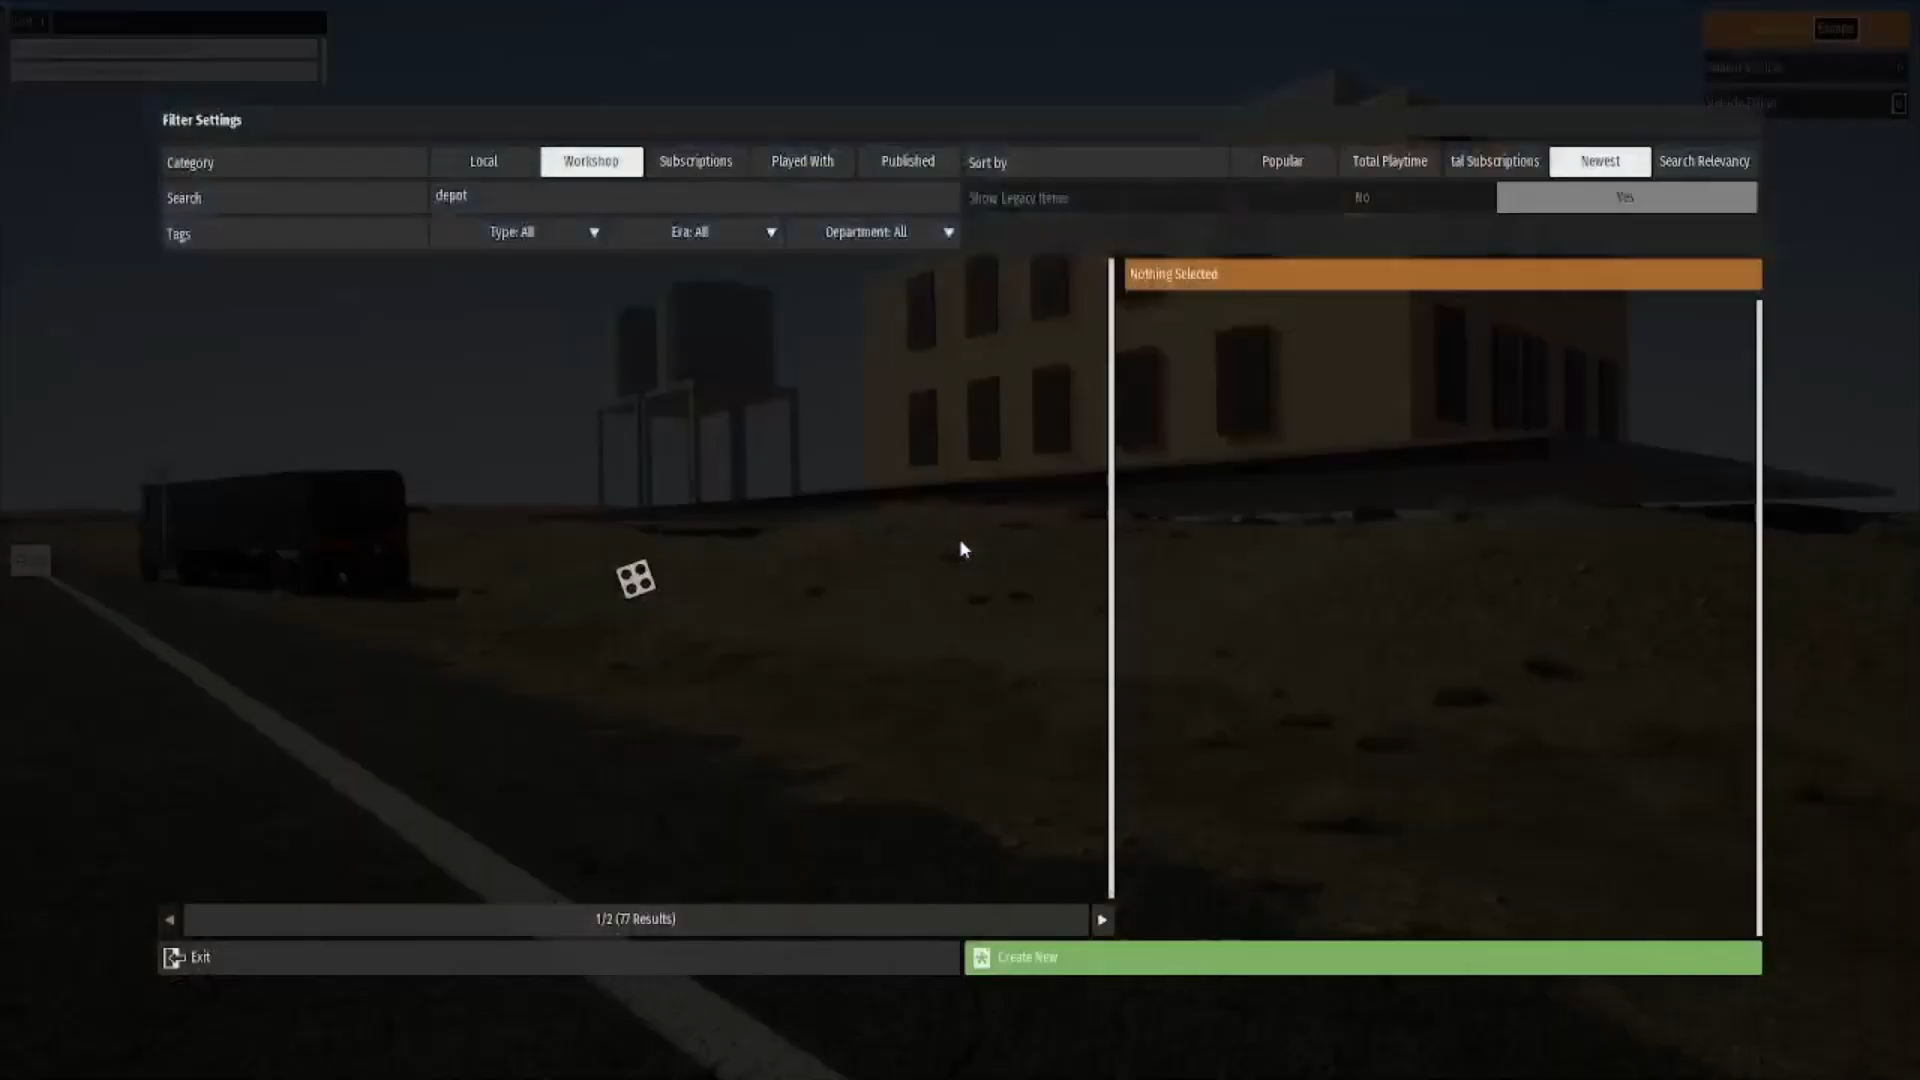 Escape
Filter Settings
Category
Local
Workshop
Subscriptions
Played With
Published
Sort by
Popular
Total Playtime
tal Subscriptions
Newest
Search Relevancy
Search
depot
Show Legacy Items
No
Yes
Tags
Type: All
Era: All
Department: All
Nothing Selected
1/2 (77 Results)
Exit
Create New